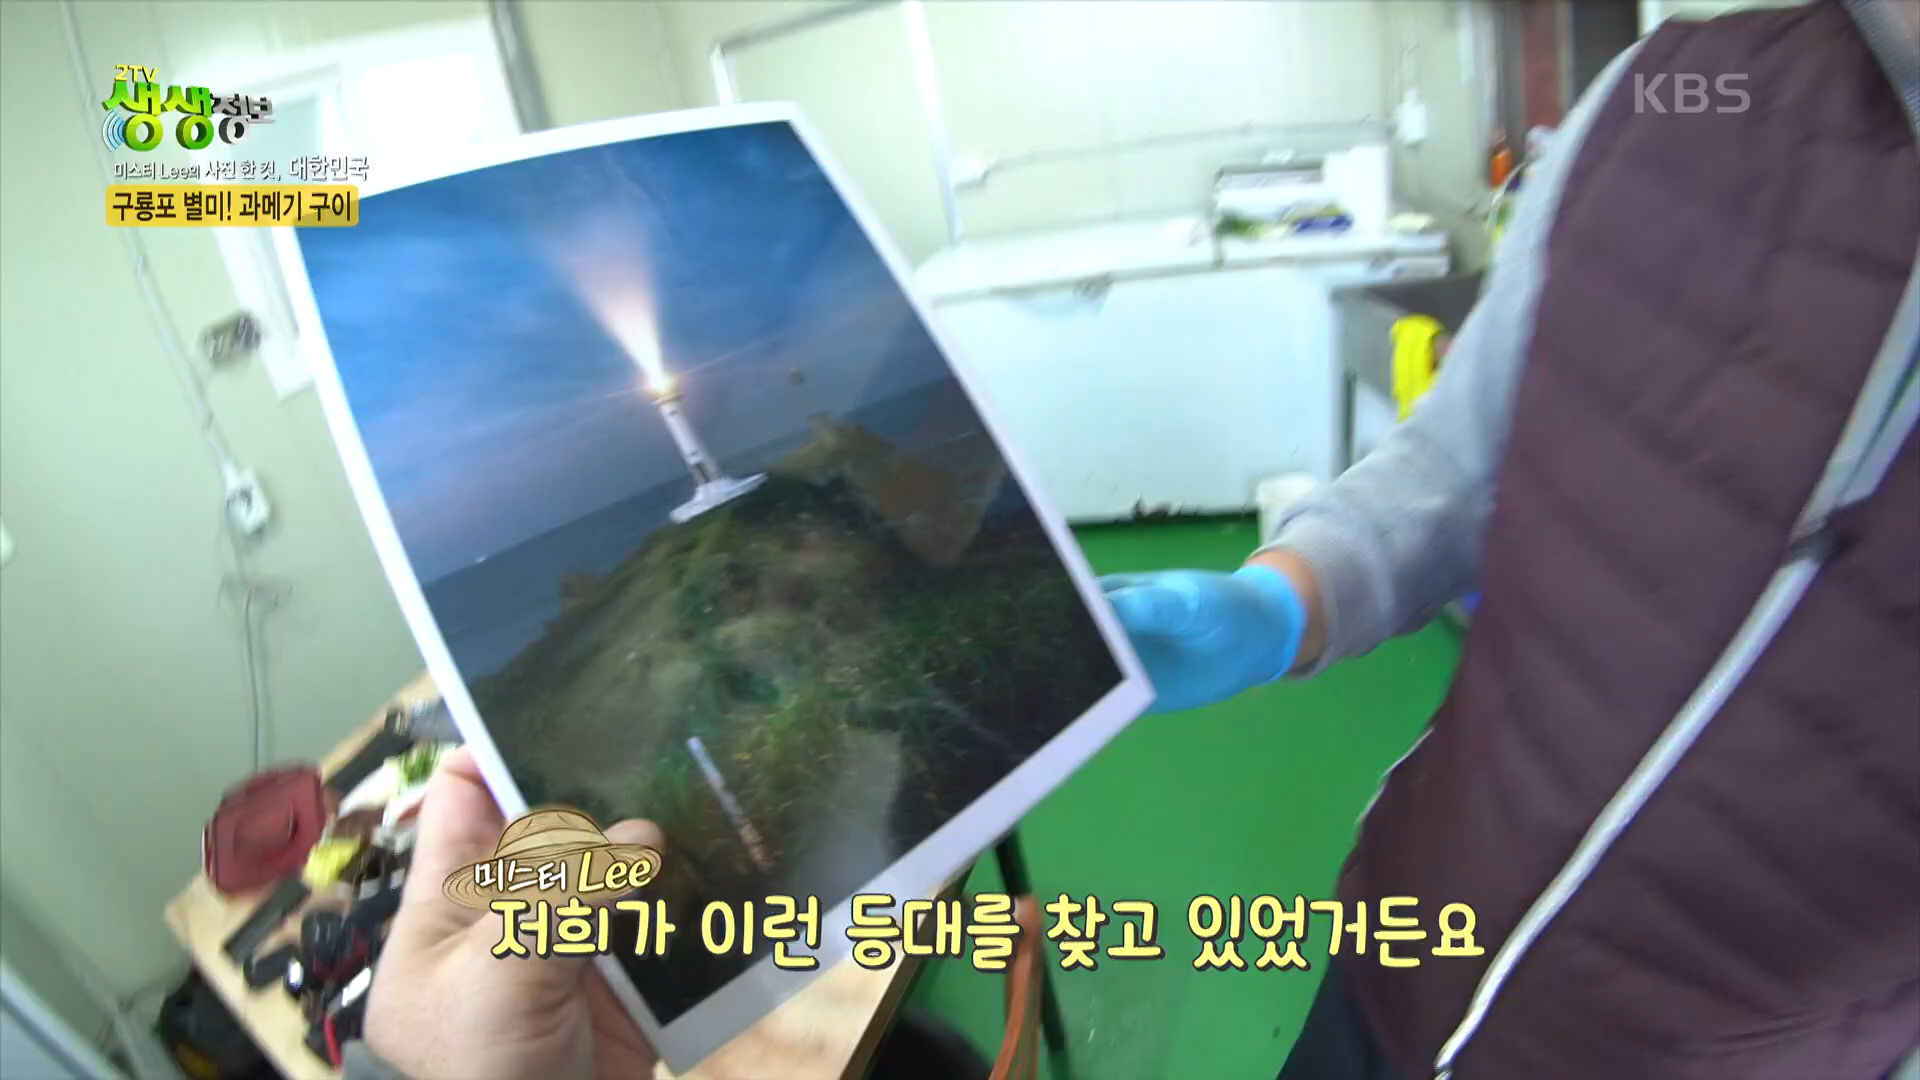 2TV
생생정보
KBS
미스터 Lee의 사진 한 컷, 대한민국
구룡포 별미! 과메기 구이
미스터 Lee
저희가 이런 등대를 찾고 있었거든요